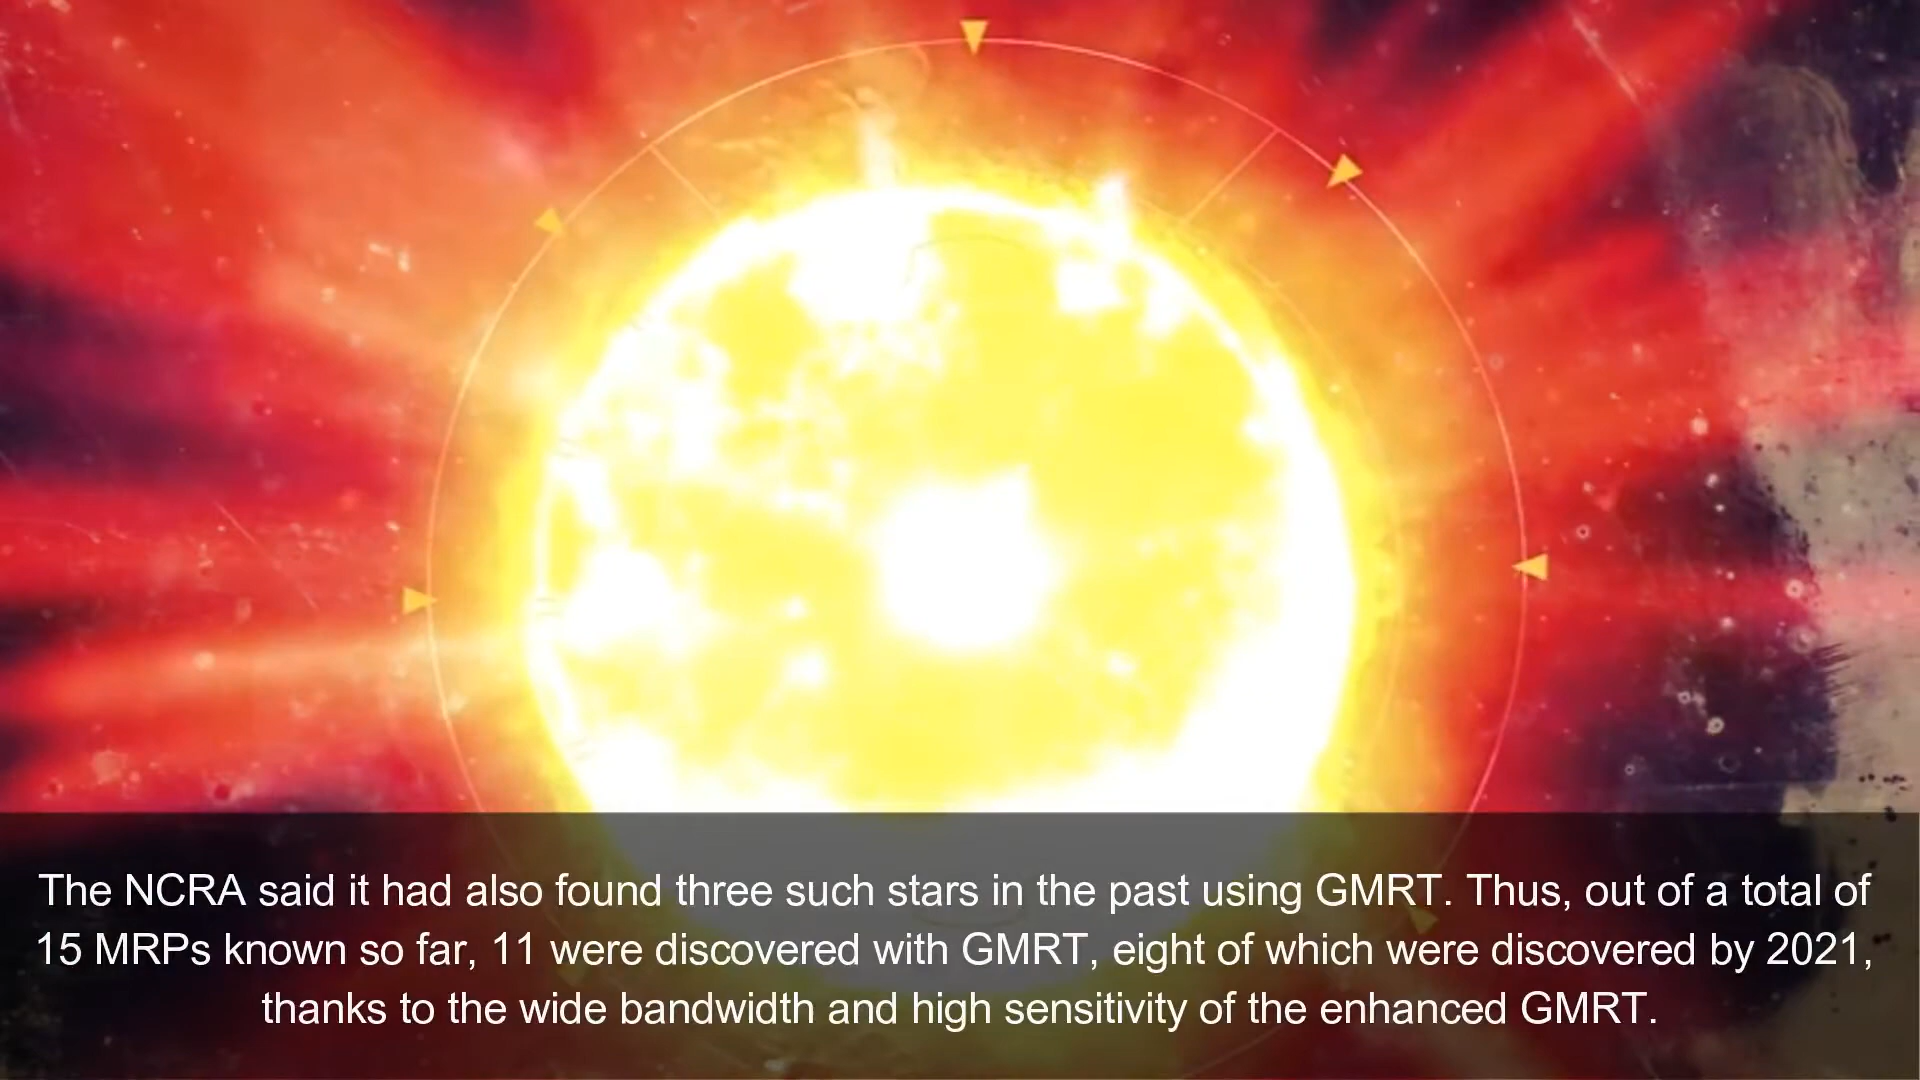 The NCRA said it had also found three such stars in the past using GMRT. Thus, out of a total of
15 MRPs known so far, 11 were discovered with GMRT, eight of which were discovered by 2021,
thanks to the wide bandwidth and high sensitivity of the enhanced GMRT.